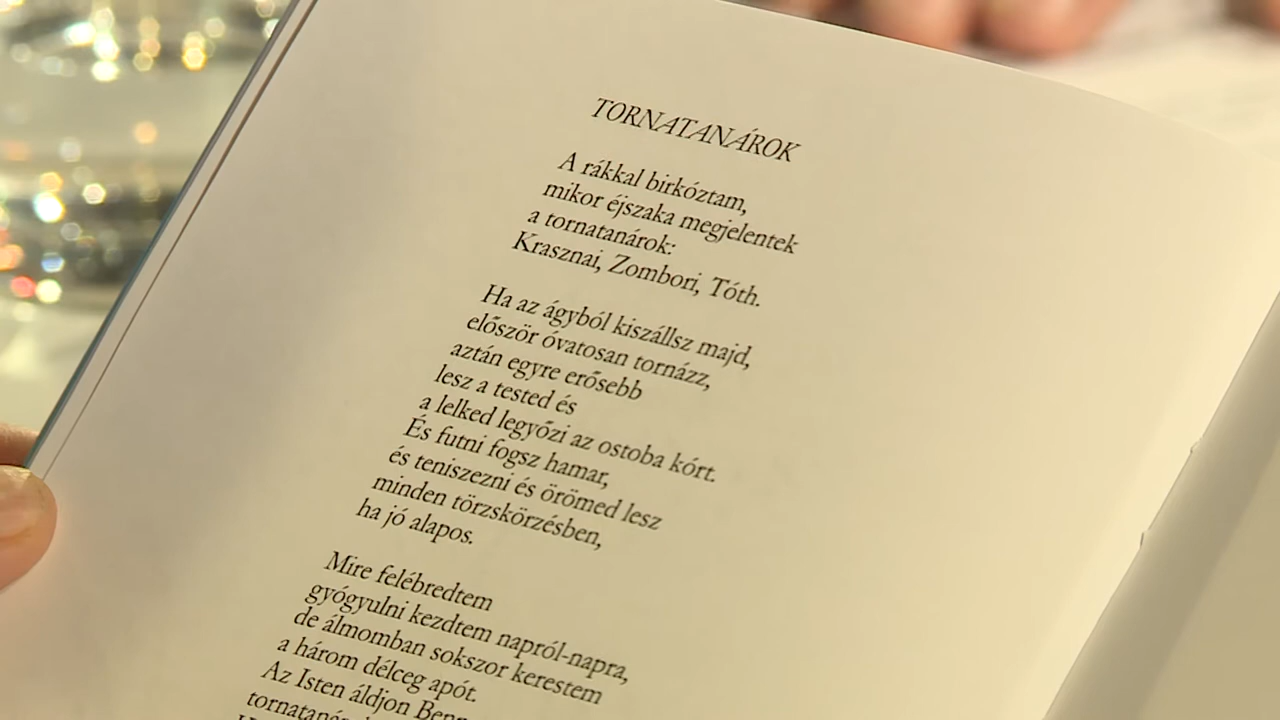 TORNATANÁROK
A rákkal birkóztam,
mikor éjszaka megjelentek
a tornatanárok:
Krasznai, Zombori, Tóth.
Ha az ágyból kiszállsz majd,
először óvatosan tornázz,
aztán egyre erősebb
lesz a tested és
a lelked legyőzi az ostoba kórt.
És futni fogsz hamar,
és teniszezni és örömed lesz
minden törzskörzésben,
ha jó alapos.
Mire felébredtem
gyógyulni kezdtem napról-napra,
de álmomban sokszor kerestem
a három délceg apót.
Az Isten áldjon